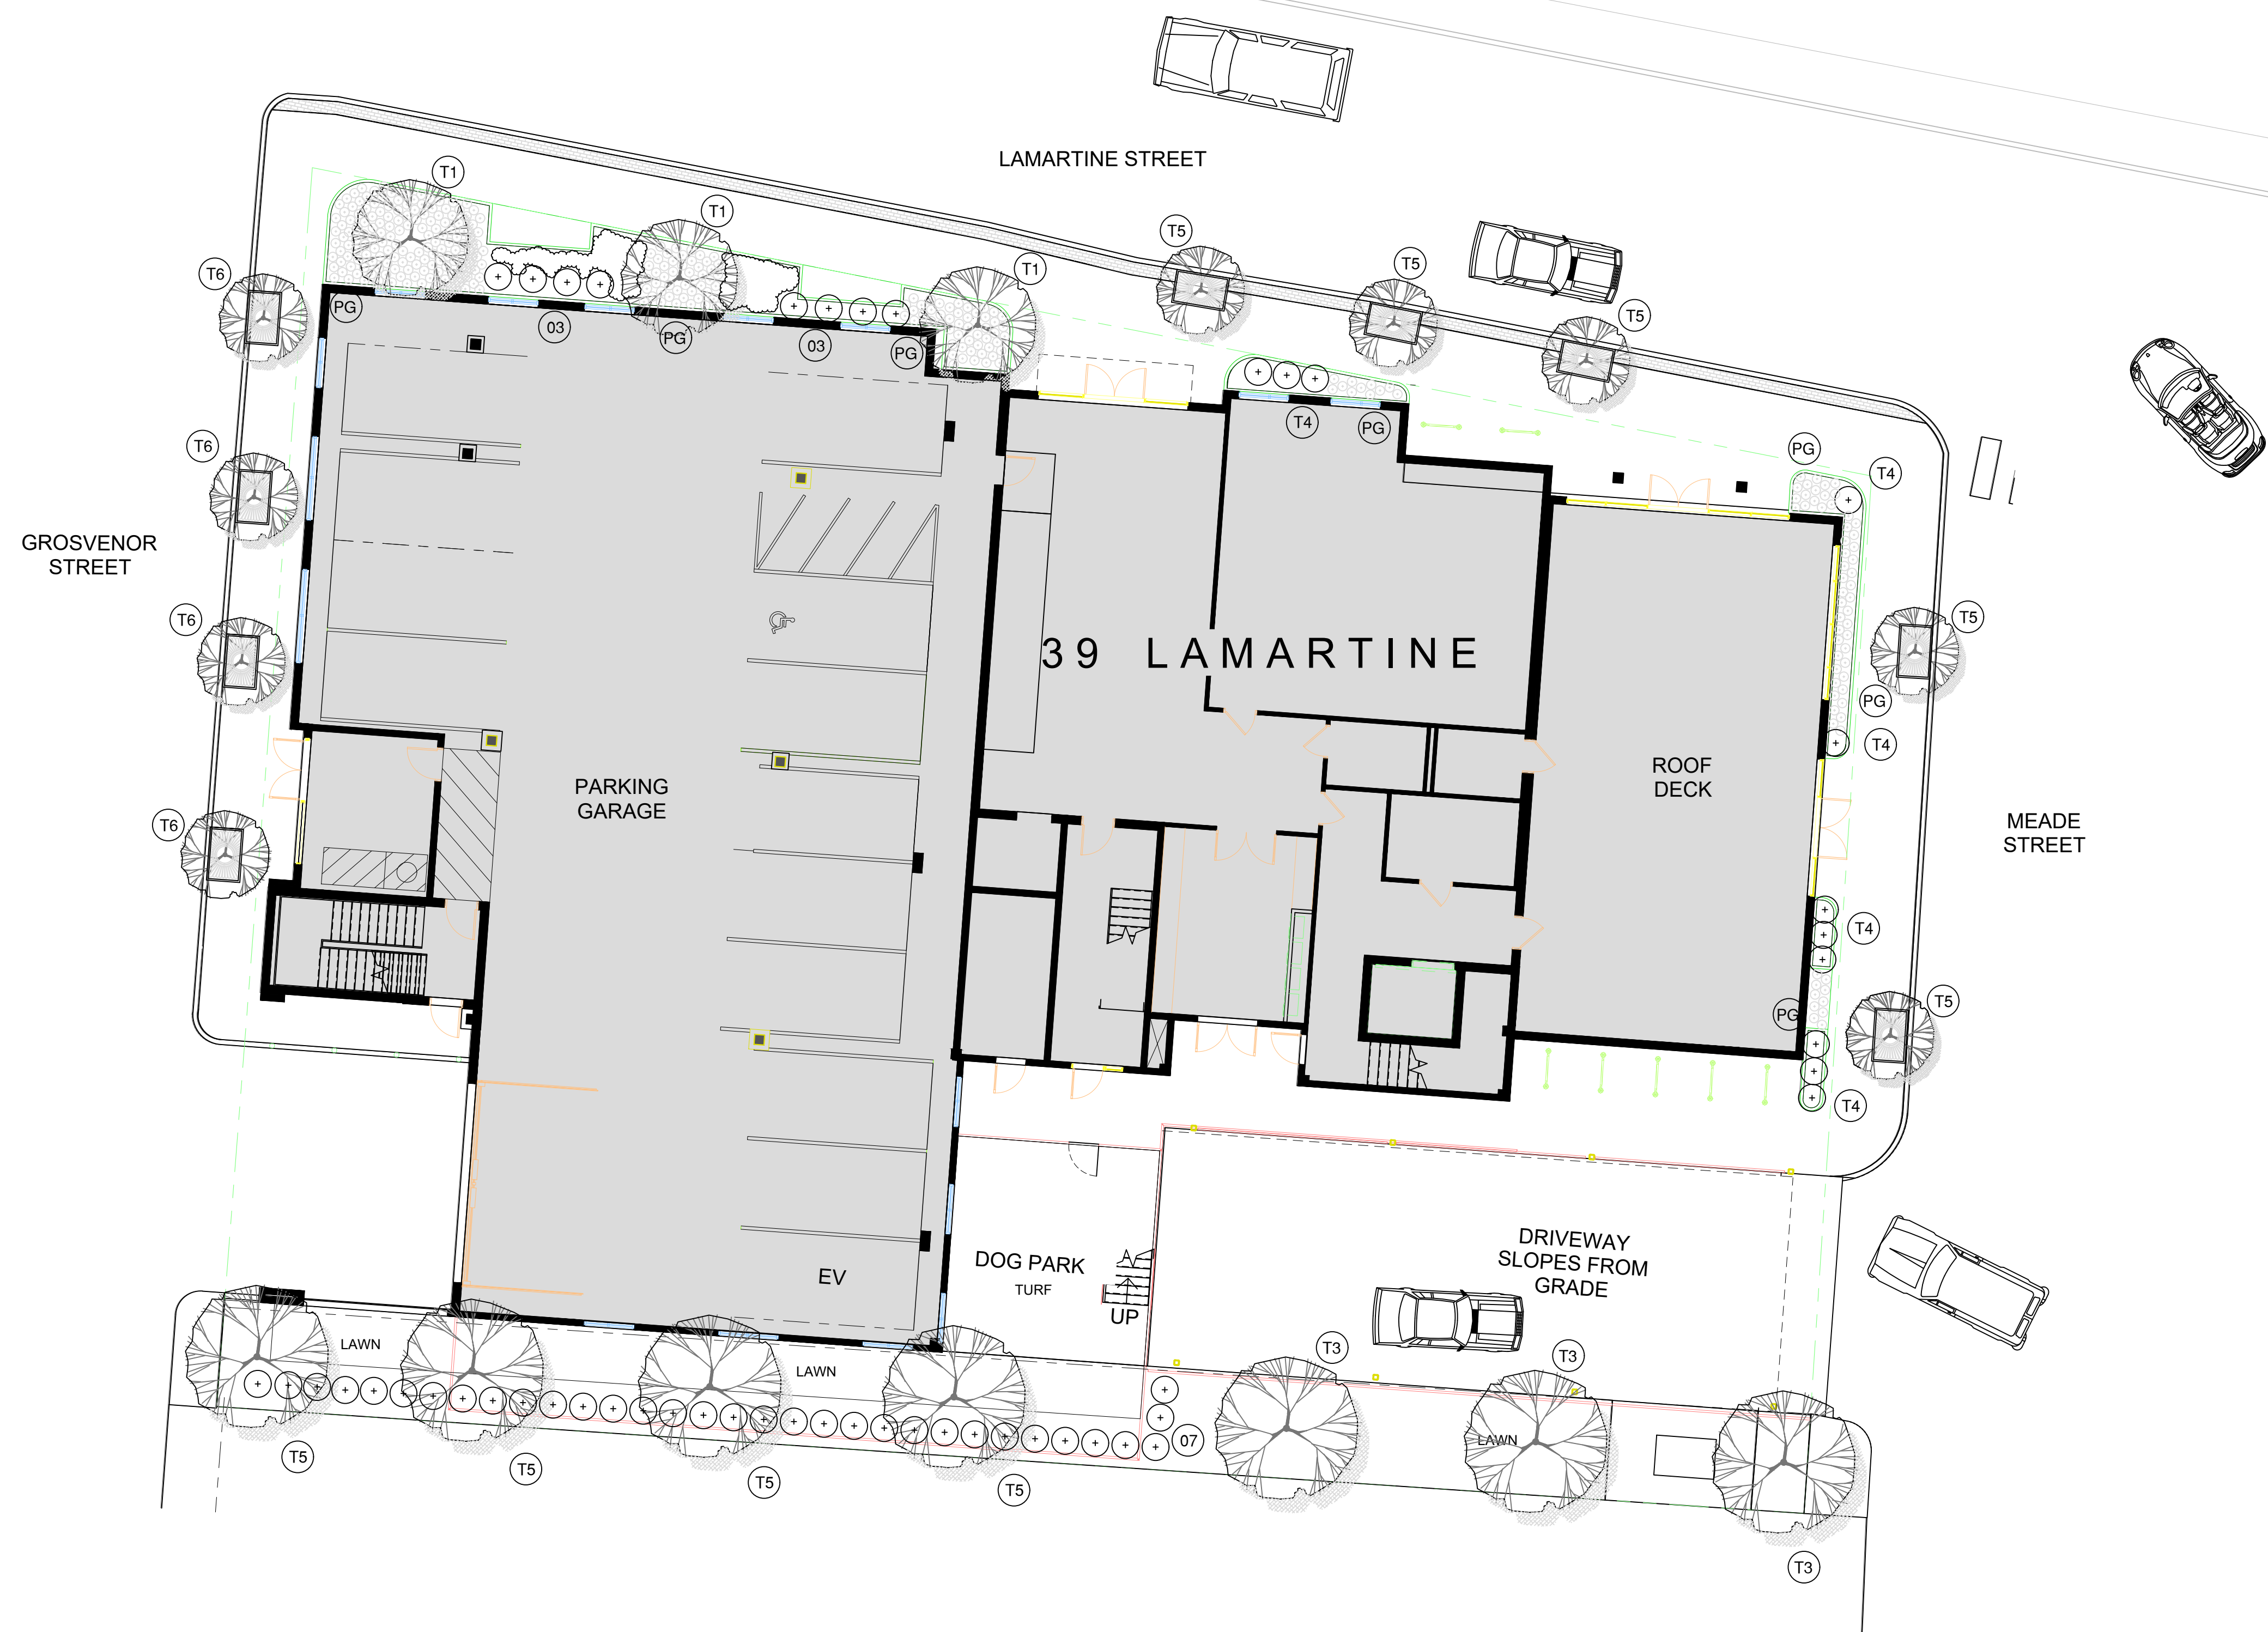 LAMARTINE STREET
T1
T1
T5
T5
T1
T6
PG
T5
03
PG
03
PG
T4
PG
T6
PG
T4
GROSVENOR
STREET
T6
T5
39 LAMARTINE
PG
T4
ROOF
DECK
PARKING
GARAGE
T6
MEADE
STREET
T4
T5
PG
T4
DRIVEWAY
SLOPES FROM
GRADE
DOG PARK
TURF
EV
UP
LAWN
LAWN
T3
T3
07
LAWN
T5
T5
T5
T5
T3